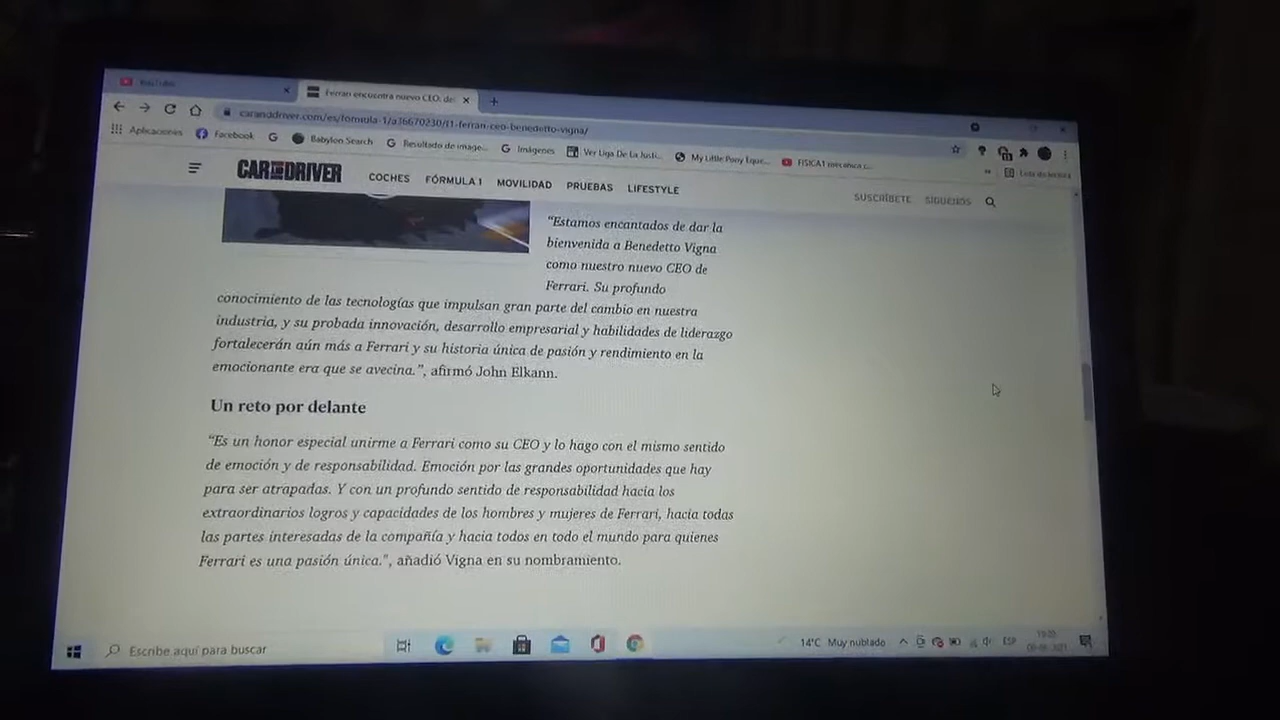 YouTube
Ferrari encuentra nuevo CEO: de
caranddriver.com/es/formula-1/a36670230/f1-ferrari-ceo-benedetto-vigna/
Aplicaciones Facebook Babylon Search Resultado de image... Imágenes Ver Liga De La Justi... My Little Pony Eque... FISICA1 mecanica c... » Lista de lectura
CAR AND DRIVER COCHES FÓRMULA 1 MOVILIDAD PRUEBAS LIFESTYLE SUSCRÍBETE SÍGUENOS
“Estamos encantados de dar la
bienvenida a Benedetto Vigna
como nuestro nuevo CEO de
Ferrari. Su profundo
conocimiento de las tecnologías que impulsan gran parte del cambio en nuestra
industria, y su probada innovación, desarrollo empresarial y habilidades de liderazgo
fortalecerán aún más a Ferrari y su historia única de pasión y rendimiento en la
emocionante era que se avecina.”, afirmó John Elkann.
Un reto por delante
“Es un honor especial unirme a Ferrari como su CEO y lo hago con el mismo sentido
de emoción y de responsabilidad. Emoción por las grandes oportunidades que hay
para ser atrapadas. Y con un profundo sentido de responsabilidad hacia los
extraordinarios logros y capacidades de los hombres y mujeres de Ferrari, hacia todas
las partes interesadas de la compañía y hacia todos en todo el mundo para quienes
Ferrari es una pasión única.”, añadió Vigna en su nombramiento.
Escribe aquí para buscar 14°C Muy nublado ESP